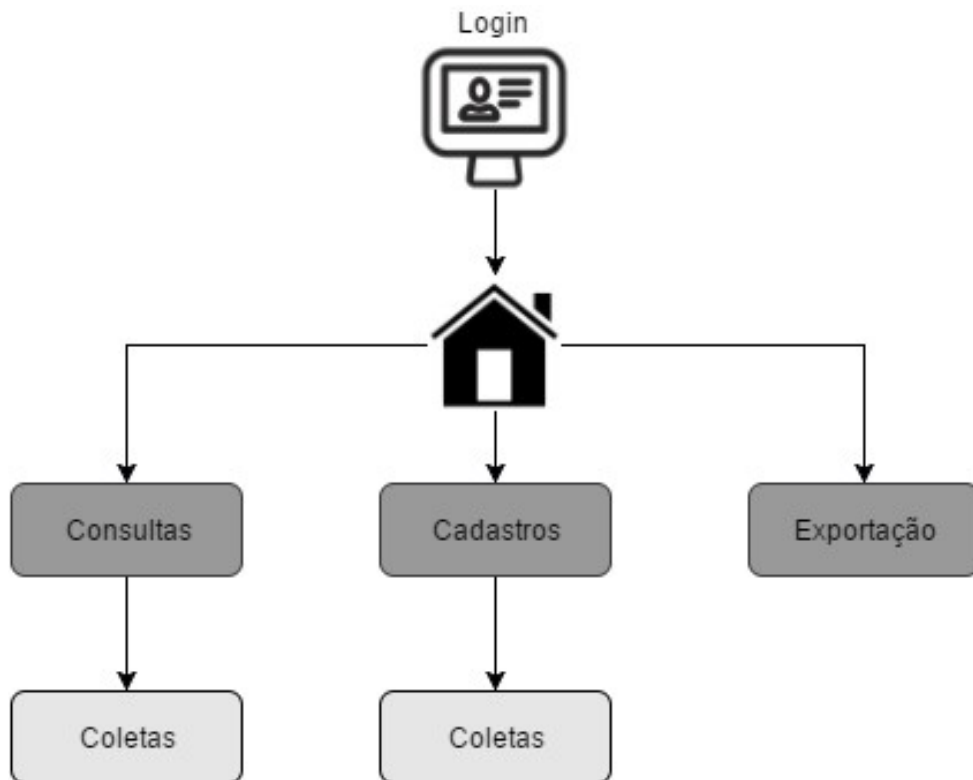 Login
Consultas
Cadastros
Exportação
Coletas
Coletas